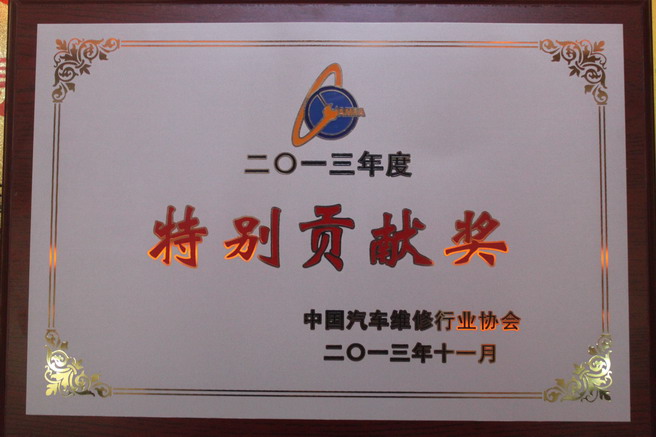 二〇一三年度
特别贡献奖
中国汽车维修行业协会
二〇一三年十一月